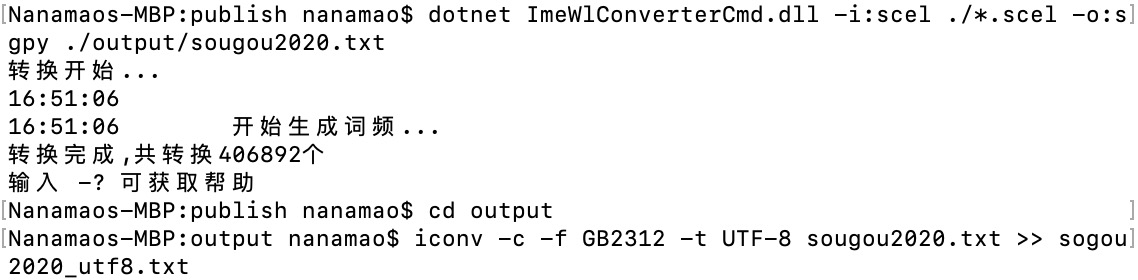 [Nanamaos-MBP:publish nanamao$ dotnet ImeWlConverterCmd.dll -i:scel ./*.scel -o:s]
gpy ./output/sougou2020.txt
转换开始...
16:51:06
16:51:06 开始生成词频...
转换完成,共转换406892个
输入 -? 可获取帮助
[Nanamaos-MBP:publish nanamao$ cd output ]
[Nanamaos-MBP:output nanamao$ iconv -c -f GB2312 -t UTF-8 sougou2020.txt >> sogou]
2020_utf8.txt